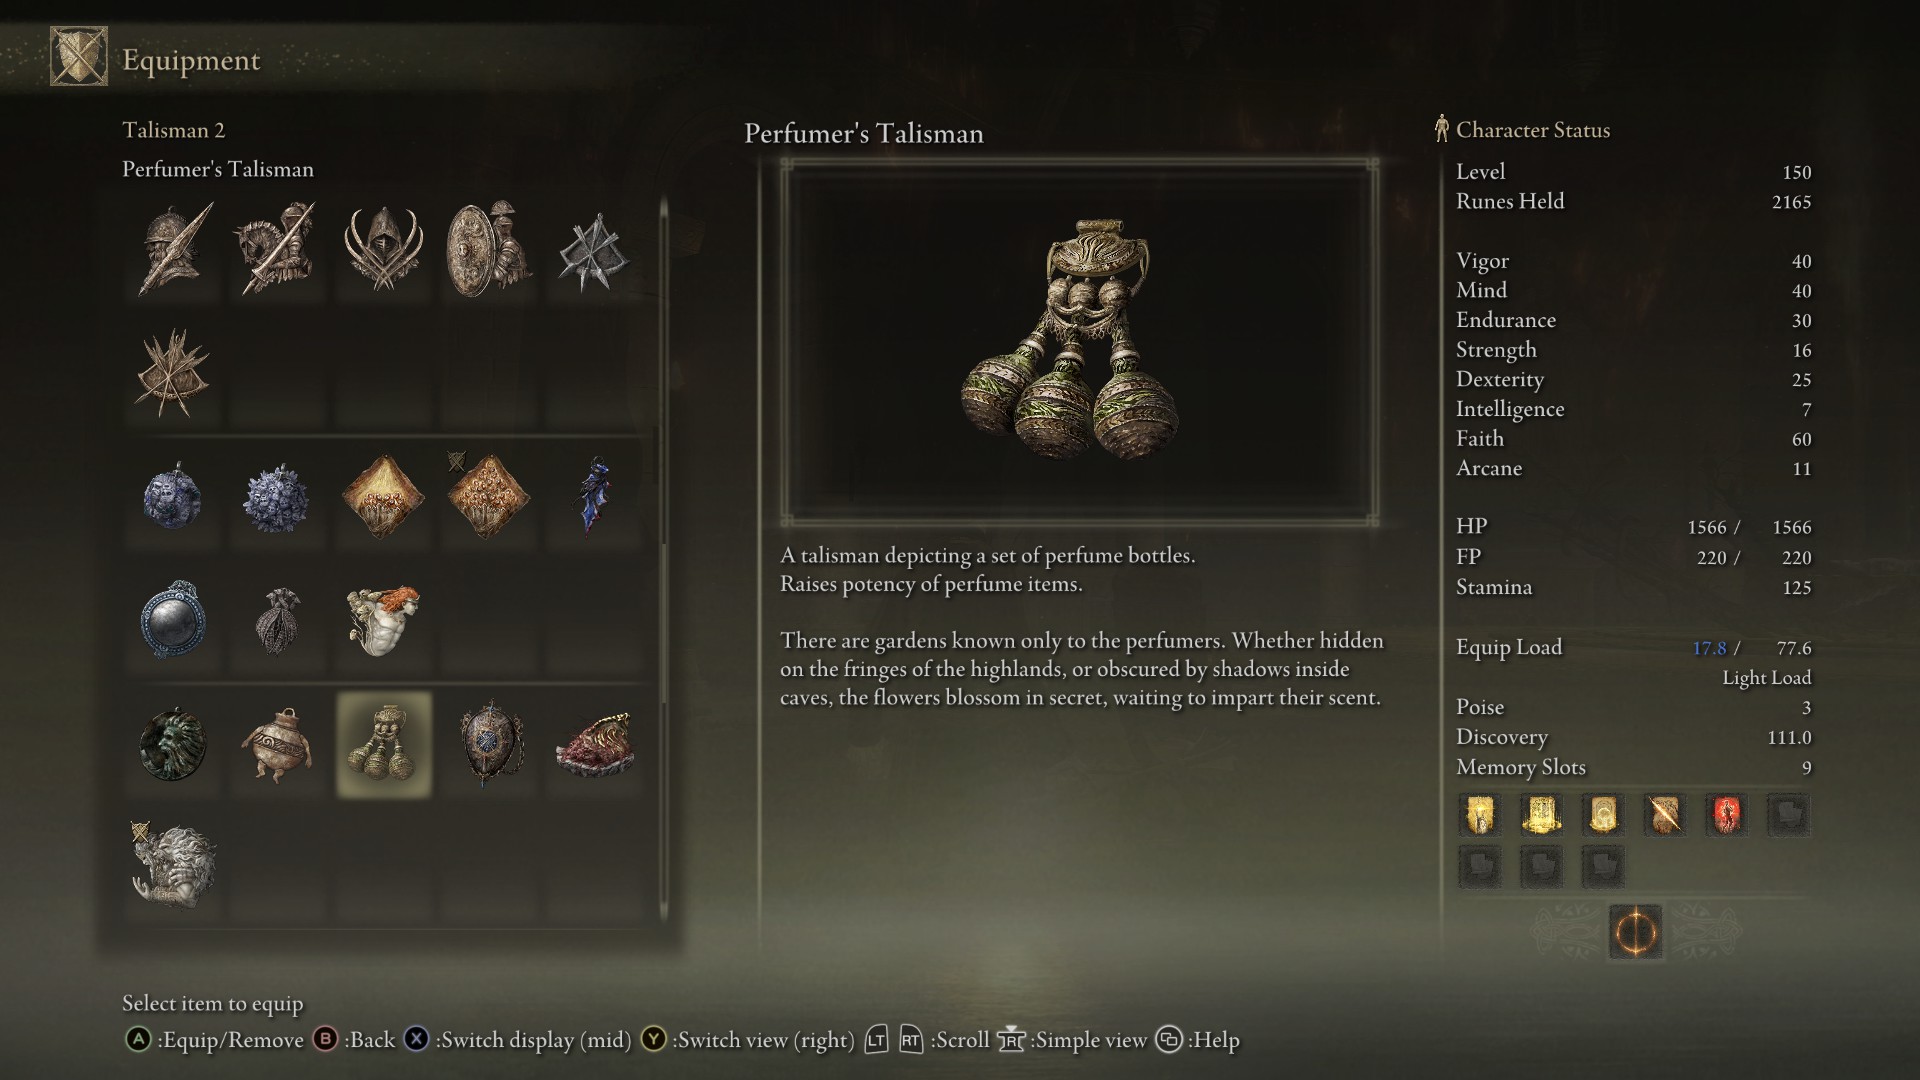 Equipment
Talisman 2
Perfumer's Talisman
Perfumer's Talisman
A talisman depicting a set of perfume bottles.
Raises potency of perfume items.
There are gardens known only to the perfumers. Whether hidden
on the fringes of the highlands, or obscured by shadows inside
caves, the flowers blossom in secret, waiting to impart their scent.
Character Status
Level 150
Runes Held 2165
Vigor 40
Mind 40
Endurance 30
Strength 16
Dexterity 25
Intelligence 7
Faith 60
Arcane 11
HP 1566 / 1566
FP 220 / 220
Stamina 125
Equip Load 17.8 / 77.6
Light Load
Poise 3
Discovery 111.0
Memory Slots 9
Select item to equip
A :Equip/Remove B :Back X :Switch display (mid) Y :Switch view (right) LT RT :Scroll R :Simple view :Help